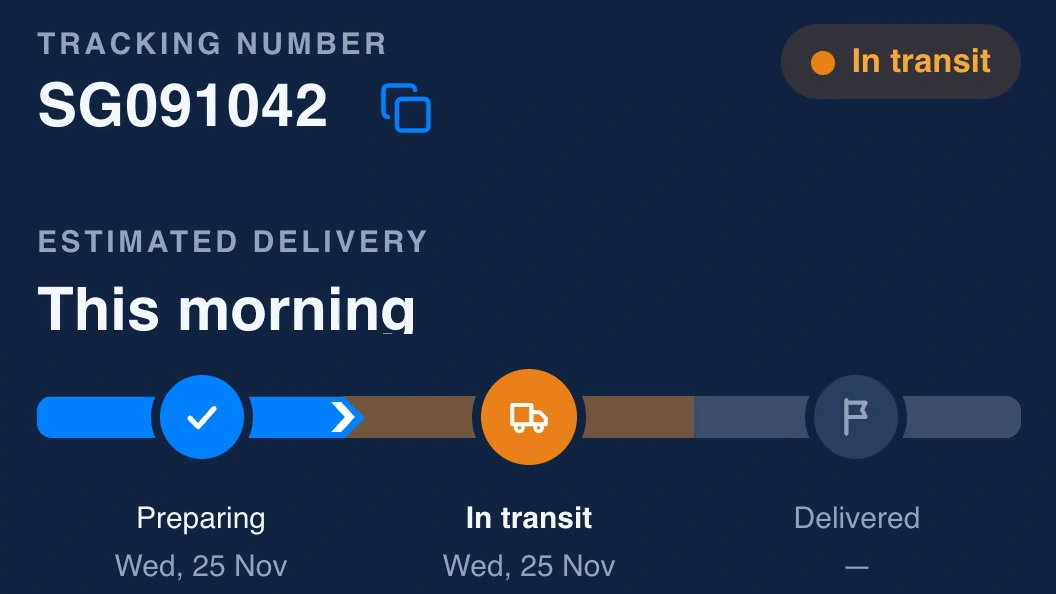 TRACKING NUMBER
In transit
SG091042
ESTIMATED DELIVERY
This morning
Preparing
In transit
Delivered
Wed, 25 Nov
Wed, 25 Nov
—